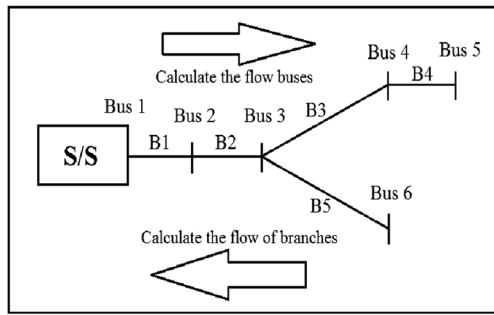 Calculate the flow buses
Bus 4
Bus 5
B4
Bus 1
Bus 2
Bus 3
B3
S/S
B1
B2
B5
Bus 6
Calculate the flow of branches